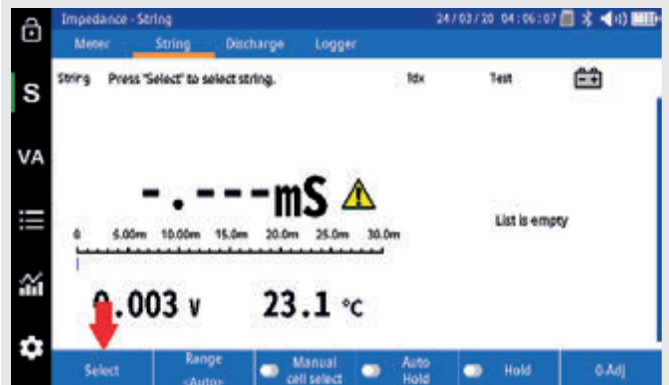 Impedance - String 24/03/20 04:06:07
Meter String Discharge Logger
S
String Press "Select" to select string. Idx Test
VA
-.---mS
List is empty
0 5.00m 10.00m 15.0m 20.0m 25.0m 30.0m
0.003 V 23.1 °C
Select Range <Auto> Manual cell select Auto Hold Hold 0-Adj